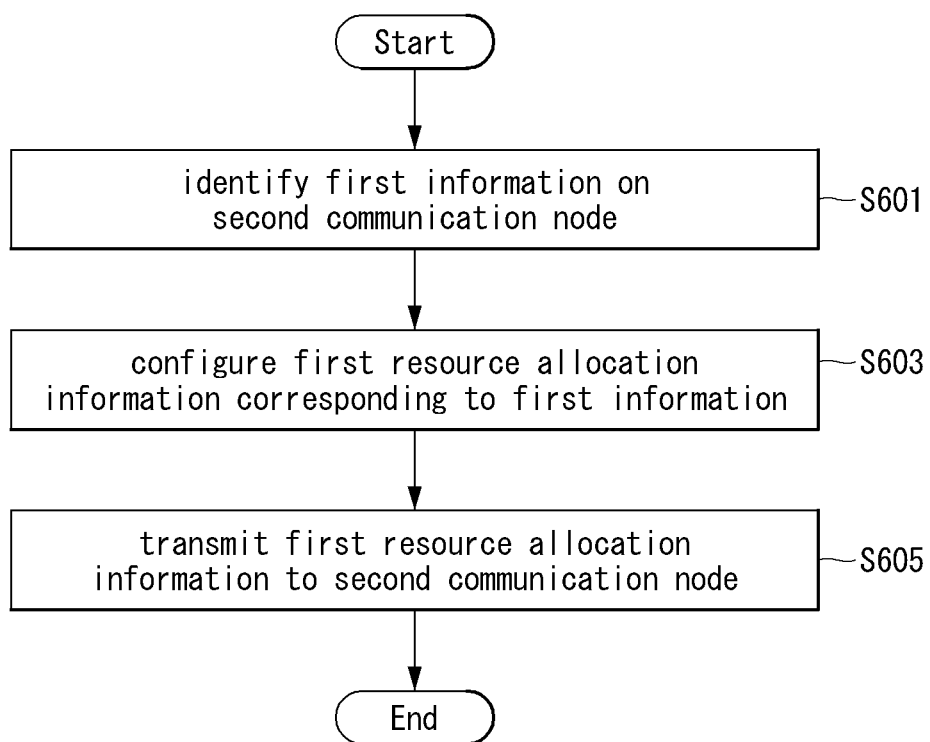 Start
identify first information on
second communication node
S601
configure first resource allocation
information corresponding to first information
S603
transmit first resource allocation
information to second communication node
S605
End